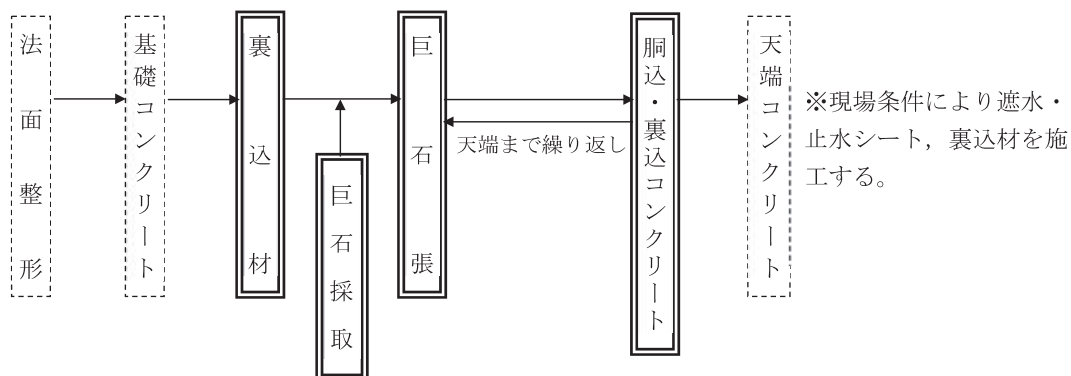 法面整形
基礎コンクリート
裏込材
巨石採取
巨石張
天端まで繰り返し
胴込・裏込コンクリート
天端コンクリート
※現場条件により遮水・
止水シート，裏込材を施
工する。